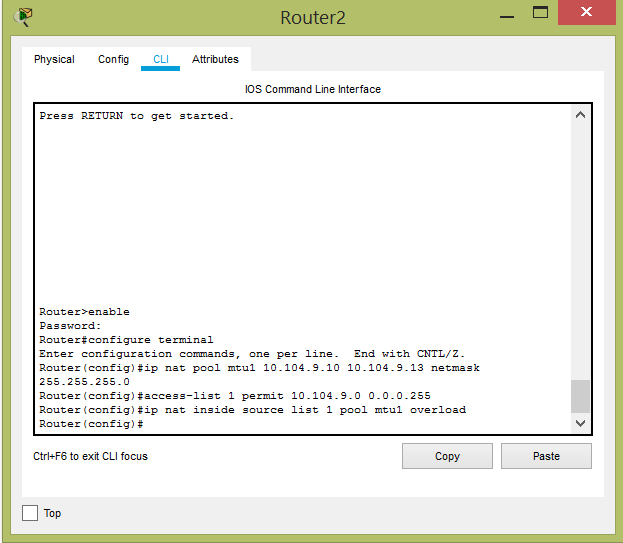 Router2
Physical Config CLI Attributes
IOS Command Line Interface
Press RETURN to get started.
Router>enable
Password:
Router#configure terminal
Enter configuration commands, one per line.  End with CNTL/Z.
Router(config)#ip nat pool mtu1 10.104.9.10 10.104.9.13 netmask
255.255.255.0
Router(config)#access-list 1 permit 10.104.9.0 0.0.0.255
Router(config)#ip nat inside source list 1 pool mtu1 overload
Router(config)#
Ctrl+F6 to exit CLI focus
Copy Paste
Top